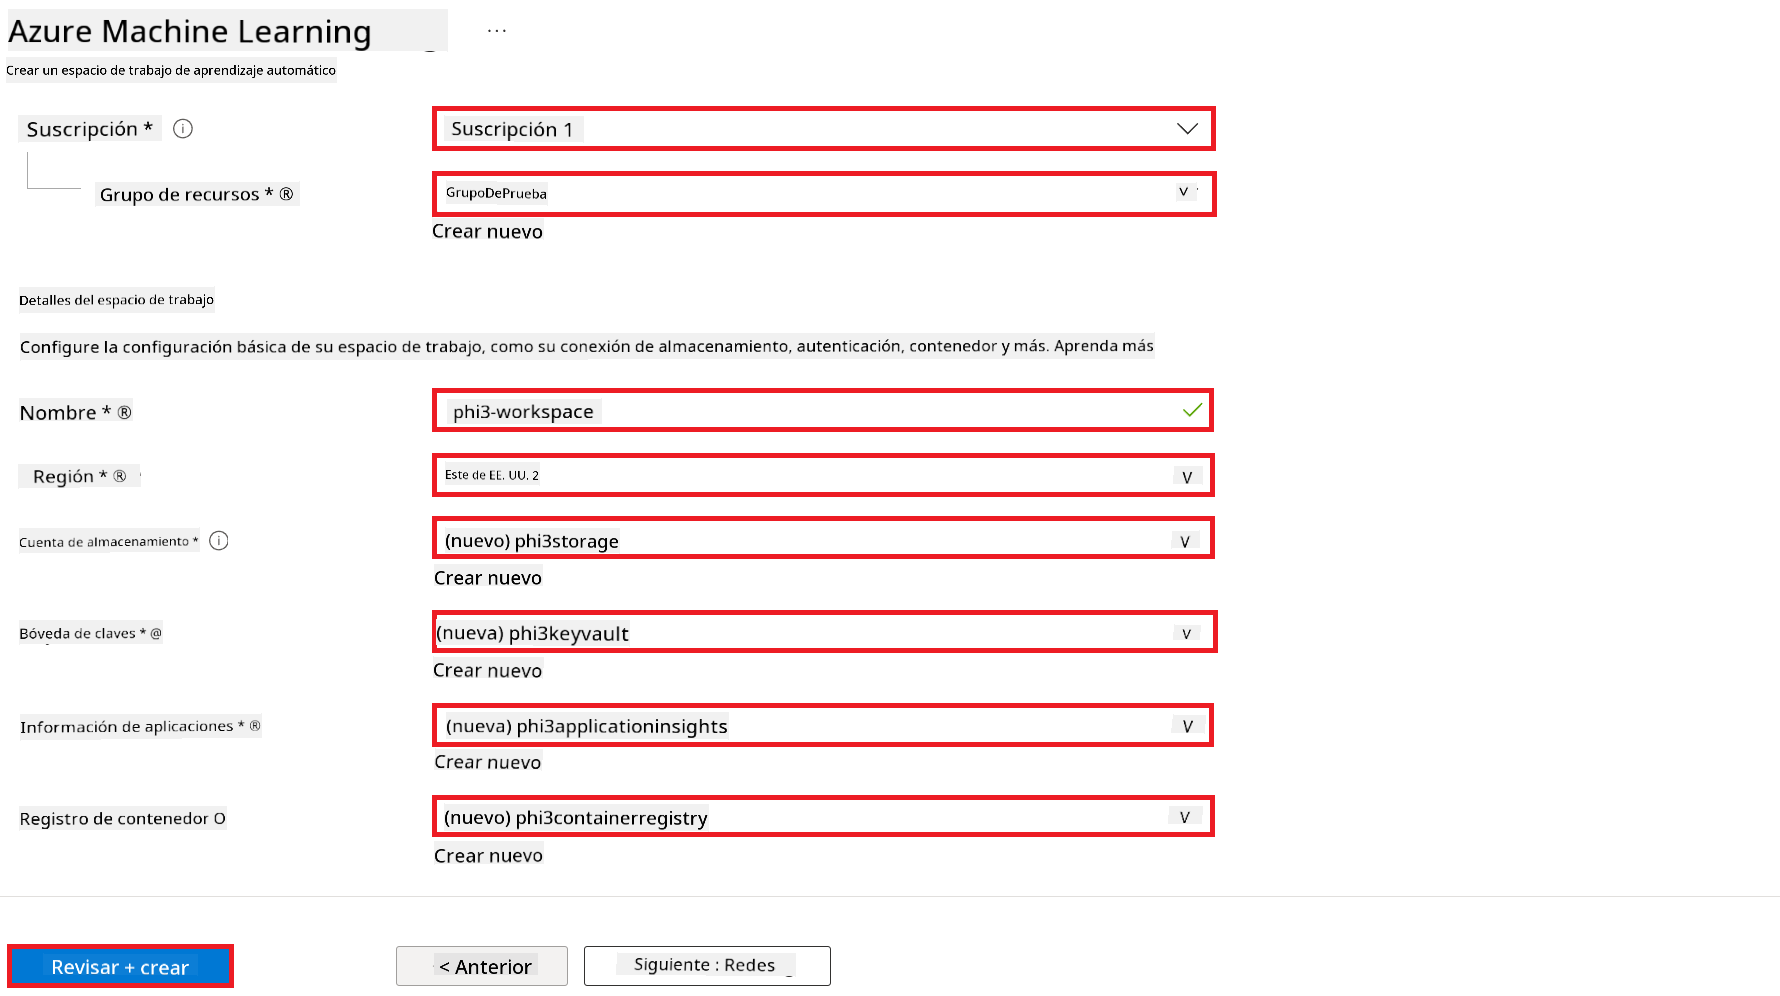 Azure Machine Learning ...
Crear un espacio de trabajo de aprendizaje automático
Suscripción *
Suscripción 1
Grupo de recursos * ®
GrupoDePrueba
Crear nuevo
Detalles del espacio de trabajo
Configure la configuración básica de su espacio de trabajo, como su conexión de almacenamiento, autenticación, contenedor y más. Aprenda más
Nombre * ®
phi3-workspace
Región * ®
Este de EE. UU. 2
Cuenta de almacenamiento *
(nuevo) phi3storage
Crear nuevo
Bóveda de claves * @
(nueva) phi3keyvault
Crear nuevo
Información de aplicaciones * ®
(nueva) phi3applicationinsights
Crear nuevo
Registro de contenedor O
(nuevo) phi3containerregistry
Crear nuevo
Revisar + crear
< Anterior
Siguiente : Redes